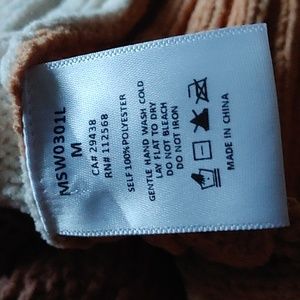 MSW0301L
M
CA# 29438
RN# 112568
SELF 100% POLYESTER
GENTLE HAND WASH COLD
LAY FLAT TO DRY
DO NOT BLEACH
DO NOT IRON
MADE IN CHINA